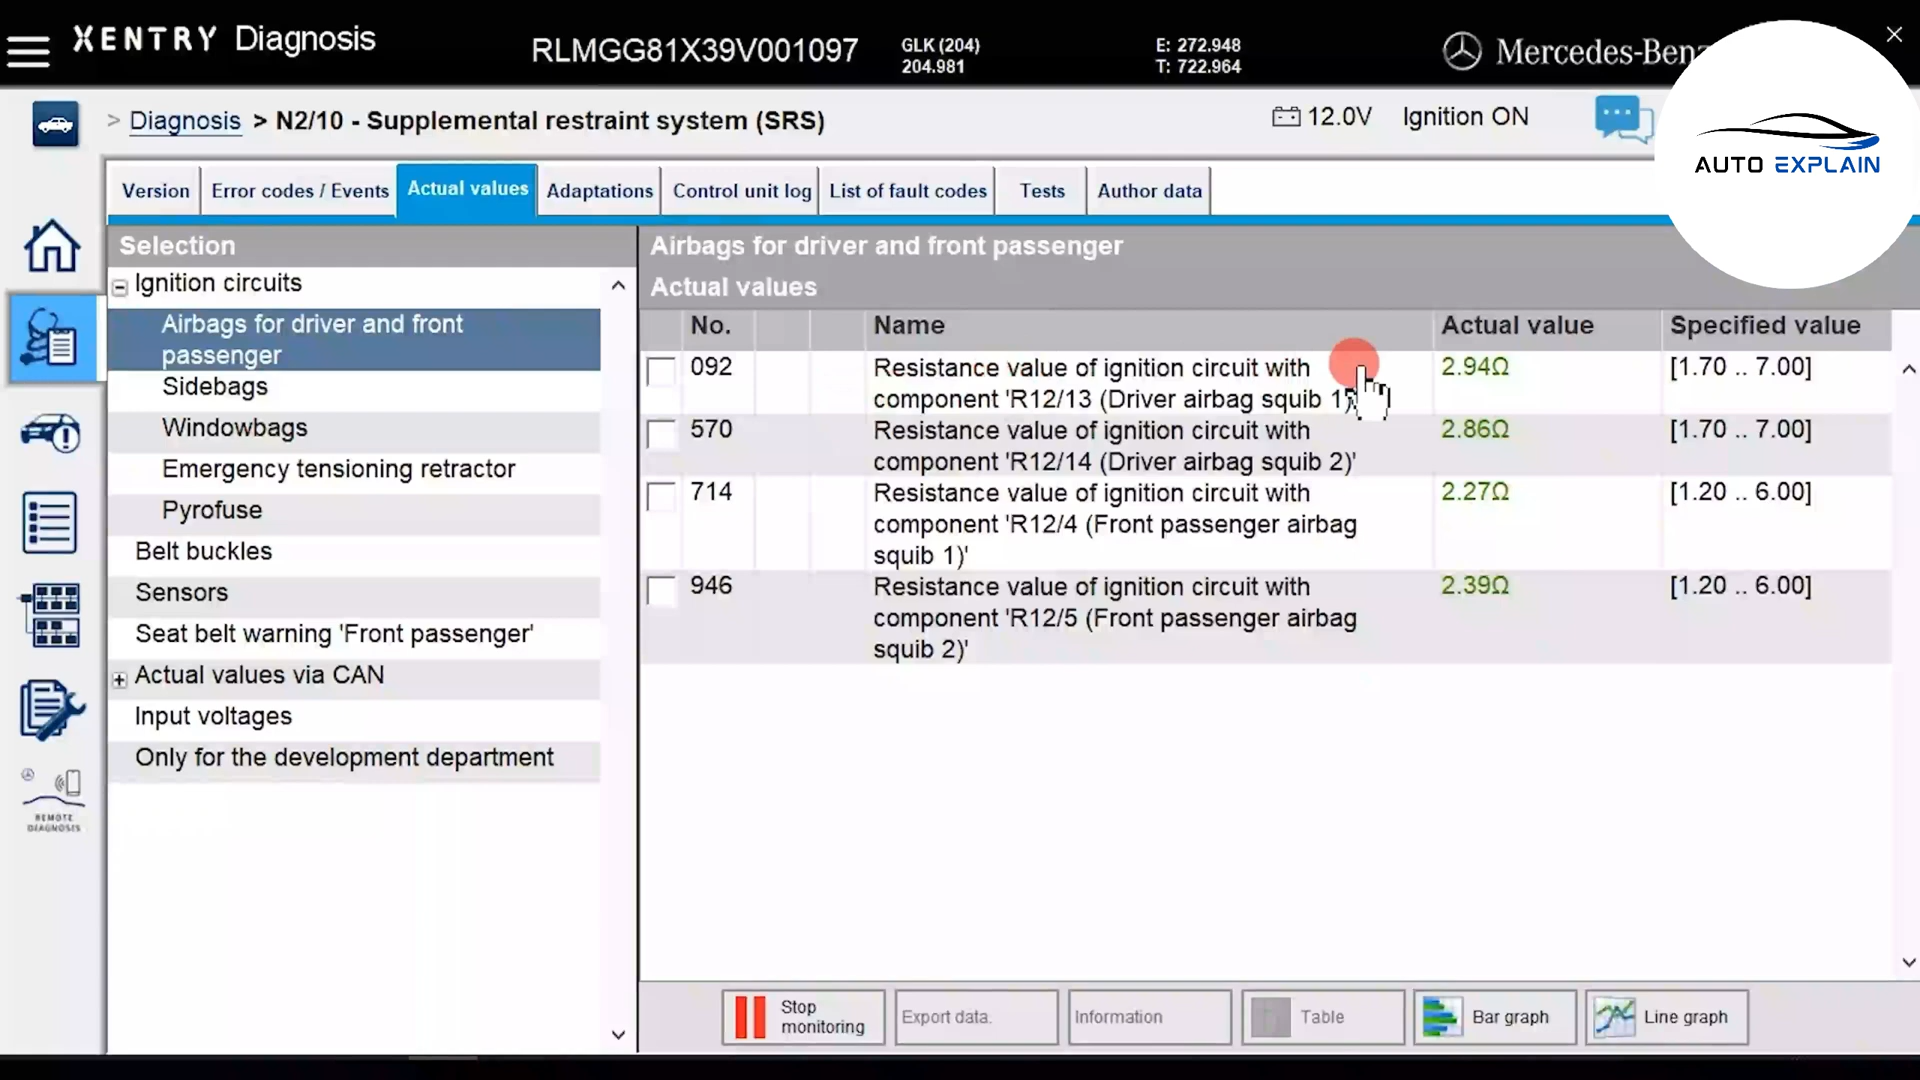 XENTRY Diagnosis
RLMGG81X39V001097
GLK (204)
204.981
E: 272.948
T: 722.964
Mercedes-Benz
> Diagnosis > N2/10 - Supplemental restraint system (SRS)
12.0V
Ignition ON
AUTO EXPLAIN
Version
Error codes / Events
Actual values
Adaptations
Control unit log
List of fault codes
Tests
Author data
Selection
Ignition circuits
Airbags for driver and front
passenger
Sidebags
Windowbags
Emergency tensioning retractor
Pyrofuse
Belt buckles
Sensors
Seat belt warning 'Front passenger'
Actual values via CAN
Input voltages
Only for the development department
REMOTE
DIAGNOSIS
Airbags for driver and front passenger
Actual values
No. Name Actual value Specified value
092 Resistance value of ignition circuit with 2.94Ω [1.70 .. 7.00]
component 'R12/13 (Driver airbag squib 1)'
570 Resistance value of ignition circuit with 2.86Ω [1.70 .. 7.00]
component 'R12/14 (Driver airbag squib 2)'
714 Resistance value of ignition circuit with 2.27Ω [1.20 .. 6.00]
component 'R12/4 (Front passenger airbag
squib 1)'
946 Resistance value of ignition circuit with 2.39Ω [1.20 .. 6.00]
component 'R12/5 (Front passenger airbag
squib 2)'
Stop
monitoring
Export data.
Information
Table
Bar graph
Line graph